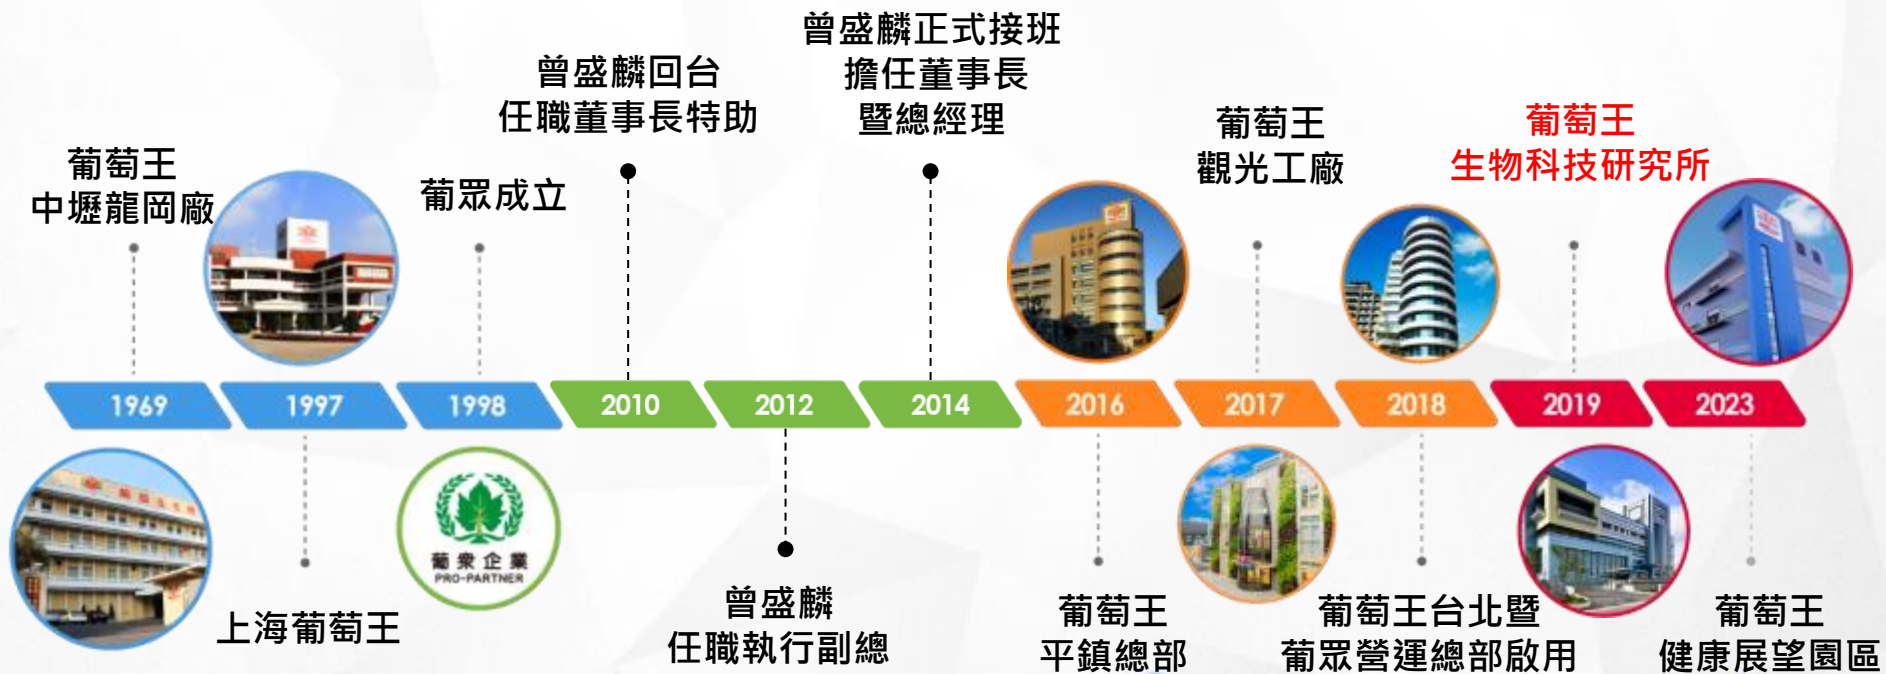 曾盛麟正式接班
擔任董事長
暨總經理
曾盛麟回台
任職董事長特助
葡萄王
觀光工廠
葡萄王
生物科技研究所
葡萄王
中壢龍岡廠
葡眾成立
1969
1997
1998
2010
2012
2014
2016
2017
2018
2019
2023
葡眾企業
PRO-PARTNER
上海葡萄王
曾盛麟
任職執行副總
葡萄王
平鎮總部
葡萄王台北暨
葡眾營運總部啟用
葡萄王
健康展望園區